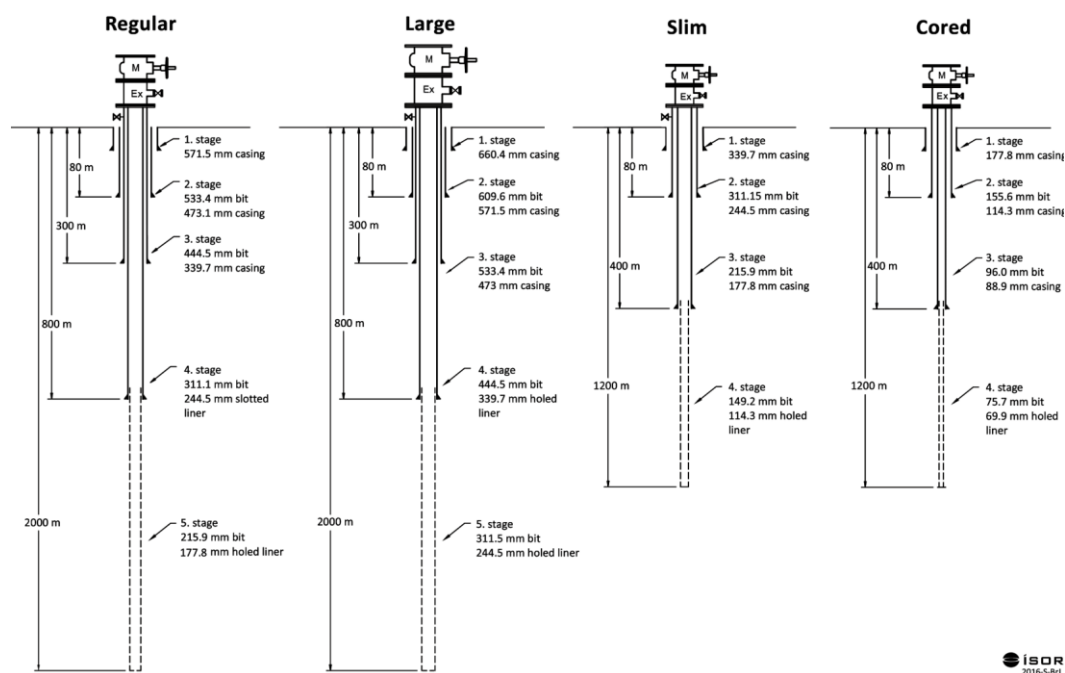 Regular
M
Ex
80 m
300 m
800 m
2000 m
1. stage
571.5 mm casing
2. stage
533.4 mm bit
473.1 mm casing
3. stage
444.5 mm bit
339.7 mm casing
4. stage
311.1 mm bit
244.5 mm slotted
liner
5. stage
215.9 mm bit
177.8 mm holed liner
Large
M
Ex
80 m
300 m
800 m
2000 m
1. stage
660.4 mm casing
2. stage
609.6 mm bit
571.5 mm casing
3. stage
533.4 mm bit
473 mm casing
4. stage
444.5 mm bit
339.7 mm holed
liner
5. stage
311.5 mm bit
244.5 mm holed liner
Slim
M
Ex
80 m
400 m
1200 m
1. stage
339.7 mm casing
2. stage
311.15 mm bit
244.5 mm casing
3. stage
215.9 mm bit
177.8 mm casing
4. stage
149.2 mm bit
114.3 mm holed
liner
Cored
M
Ex
80 m
400 m
1200 m
1. stage
177.8 mm casing
2. stage
155.6 mm bit
114.3 mm casing
3. stage
96.0 mm bit
88.9 mm casing
4. stage
75.7 mm bit
69.9 mm holed
liner
ÍSOR